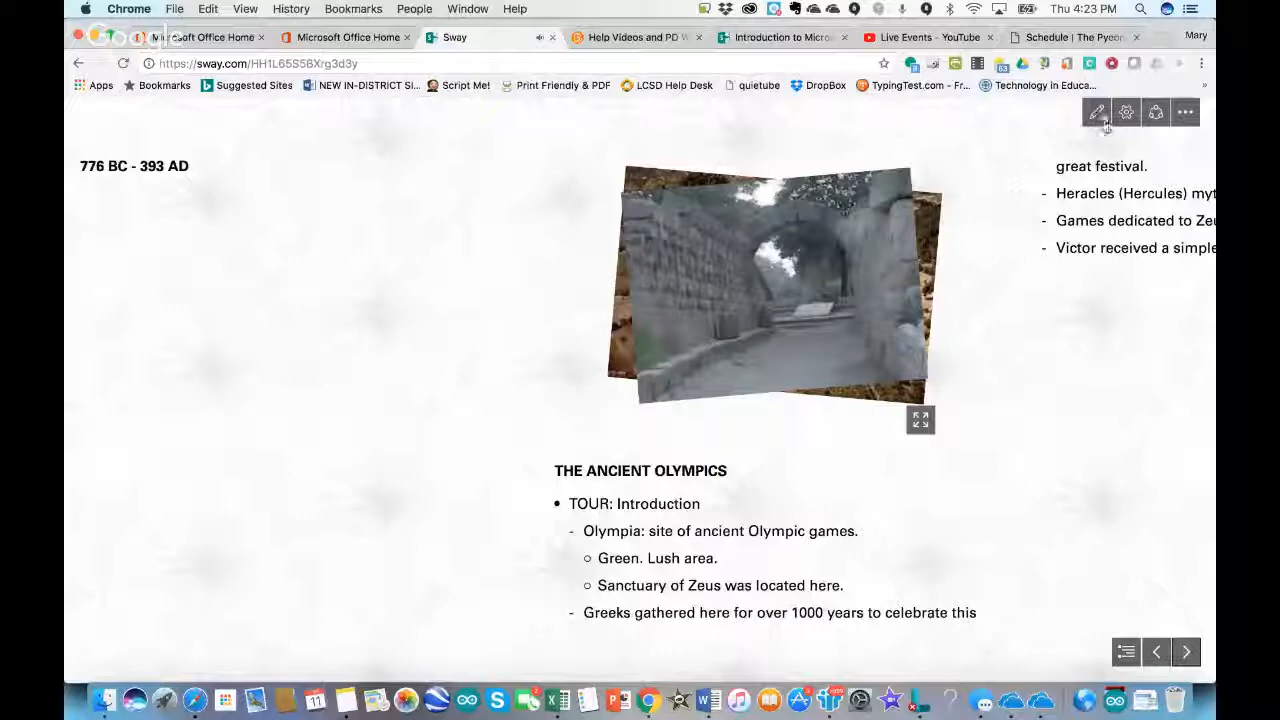 Chrome File Edit View History Bookmarks People Window Help Thu 4:23 PM
Google
Microsoft Office Home Microsoft Office Home Sway Help Videos and PD Introduction to Micro Live Events - YouTube Schedule | The Pycon Mary
https://sway.com/HH1L65S5BXrg3d3y
Apps Bookmarks Suggested Sites NEW IN-DISTRICT SI... Script Me! Print Friendly & PDF LCSD Help Desk quietube DropBox TypingTest.com - Fr... Technology in Educa... »
776 BC - 393 AD
THE ANCIENT OLYMPICS
• TOUR: Introduction
- Olympia: site of ancient Olympic games.
○ Green. Lush area.
○ Sanctuary of Zeus was located here.
- Greeks gathered here for over 1000 years to celebrate this
great festival.
- Heracles (Hercules) myt
- Games dedicated to Zeu
- Victor received a simple